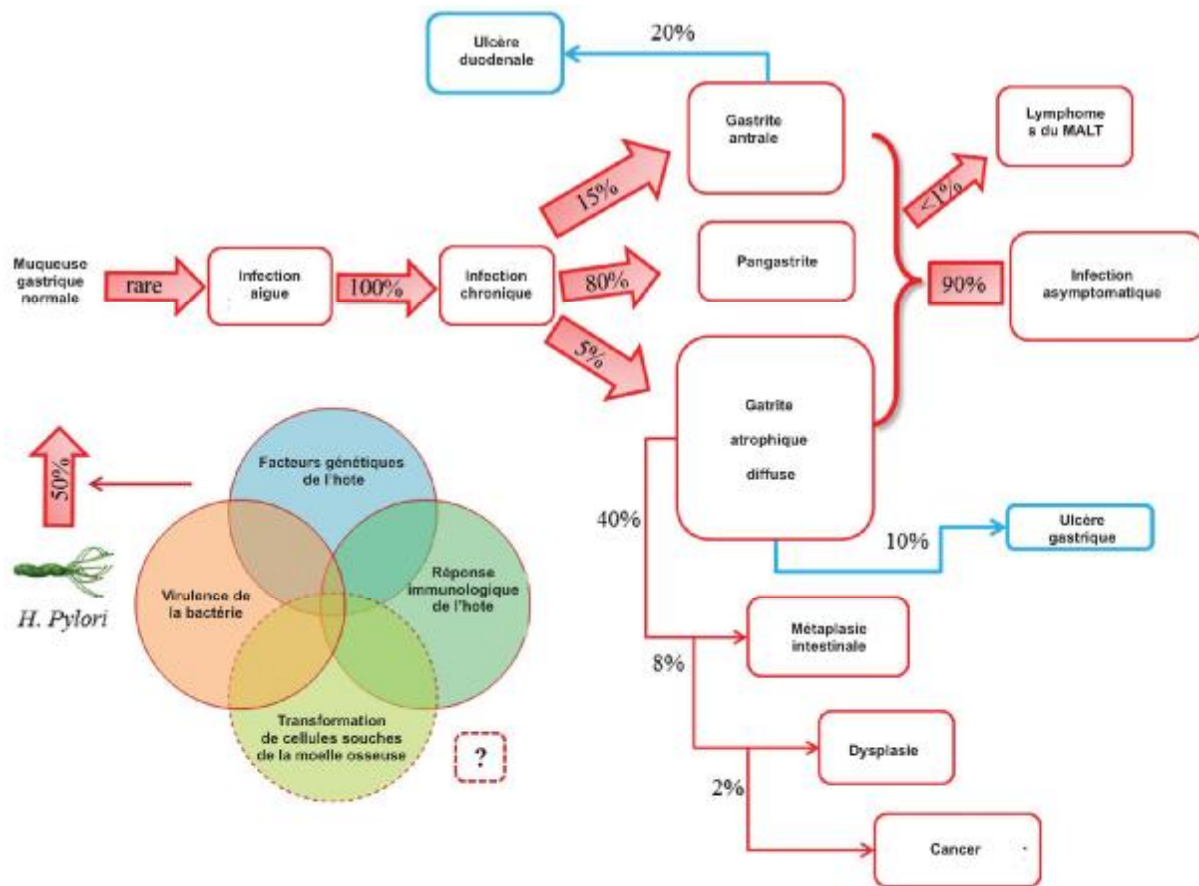 Ulcère
duodenale
20%
Gastrite
antrale
Lymphome
s du MALT
15%
<1%
Muqueuse
gastrique
normale
rare
Infection
aigue
100%
Infection
chronique
80%
Pangastrite
90%
Infection
asymptomatique
5%
Gatrite
atrophique
diffuse
50%
H. Pylori
Facteurs génétiques
de l'hote
Virulence de
la bactérie
Réponse
immunologique
de l'hote
Transformation
de cellules souches
de la moelle osseuse
?
40%
10%
Ulcère
gastrique
Métaplasie
intestinale
8%
Dysplasie
2%
Cancer